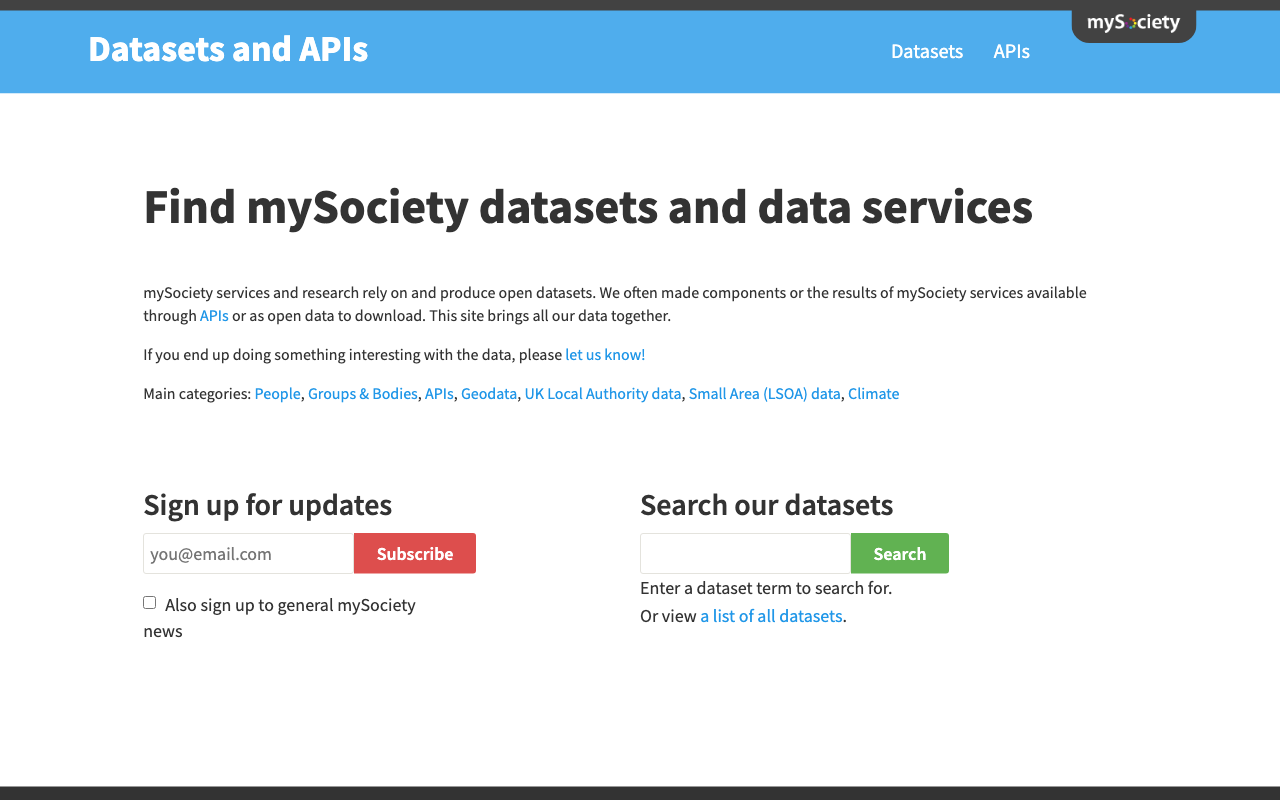 mySociety
Datasets and APIs
Datasets
APIs
Find mySociety datasets and data services
mySociety services and research rely on and produce open datasets. We often made components or the results of mySociety services available
through APIs or as open data to download. This site brings all our data together.
If you end up doing something interesting with the data, please let us know!
Main categories: People, Groups & Bodies, APIs, Geodata, UK Local Authority data, Small Area (LSOA) data, Climate
Sign up for updates
you@email.com
Subscribe
Also sign up to general mySociety
news
Search our datasets
Search
Enter a dataset term to search for.
Or view a list of all datasets.